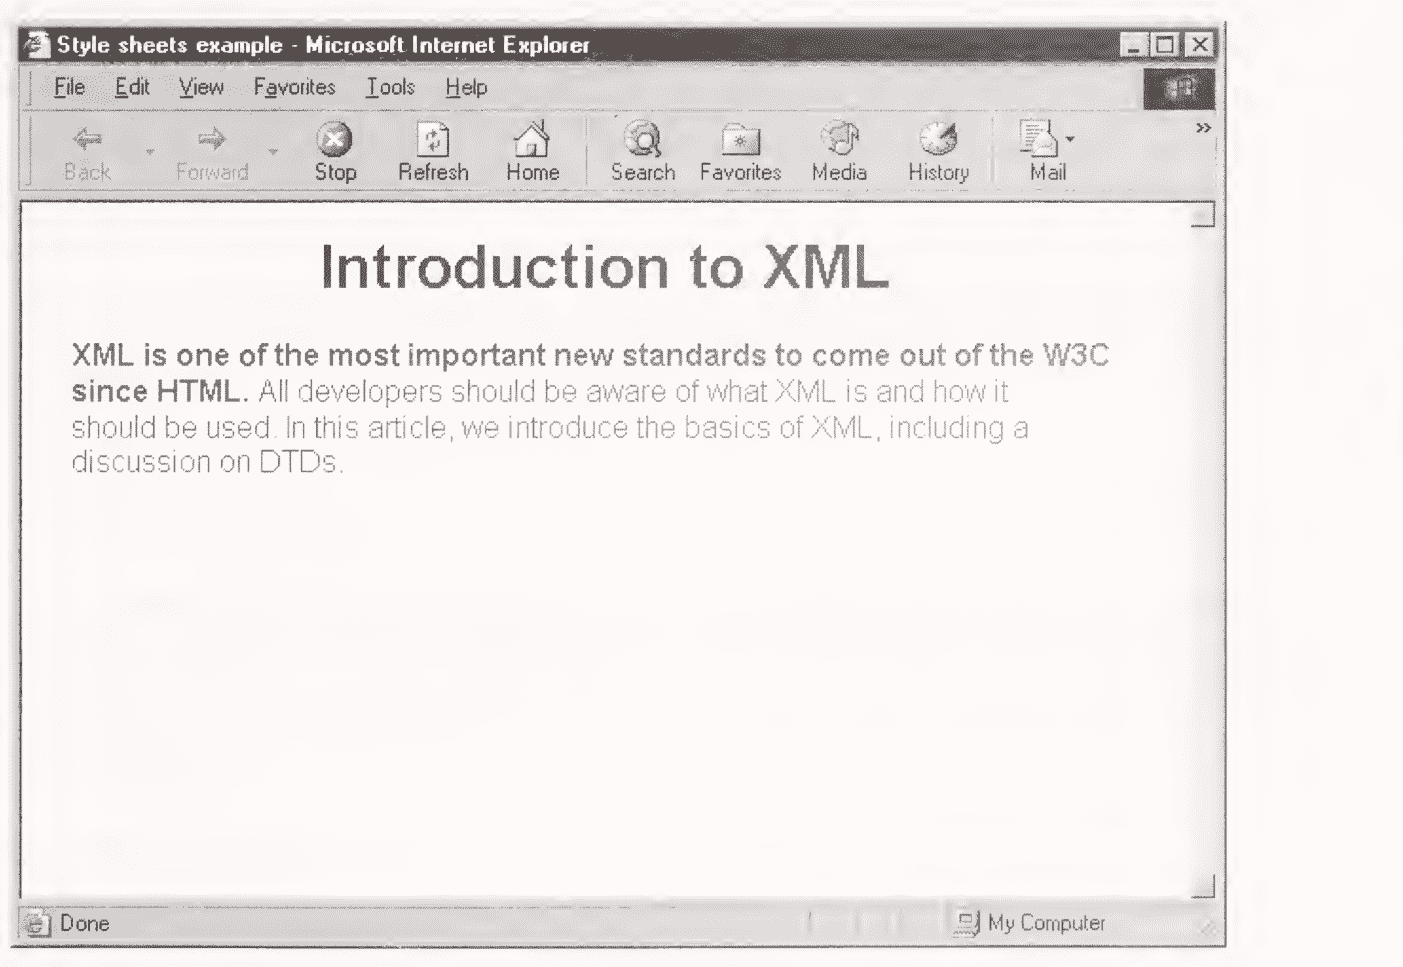 Style sheets example - Microsoft Internet Explorer
File Edit View Favorites Tools Help
Back Forward Stop Refresh Home Search Favorites Media History Mail »
Introduction to XML
XML is one of the most important new standards to come out of the W3C
since HTML. All developers should be aware of what XML is and how it
should be used. In this article, we introduce the basics of XML, including a
discussion on DTDs.
Done My Computer